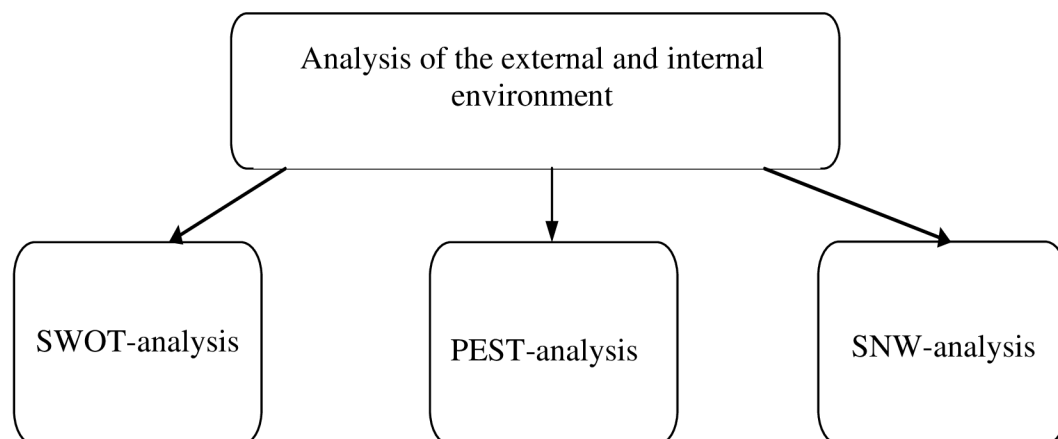 Analysis of the external and internal
environment
SWOT-analysis
PEST-analysis
SNW-analysis